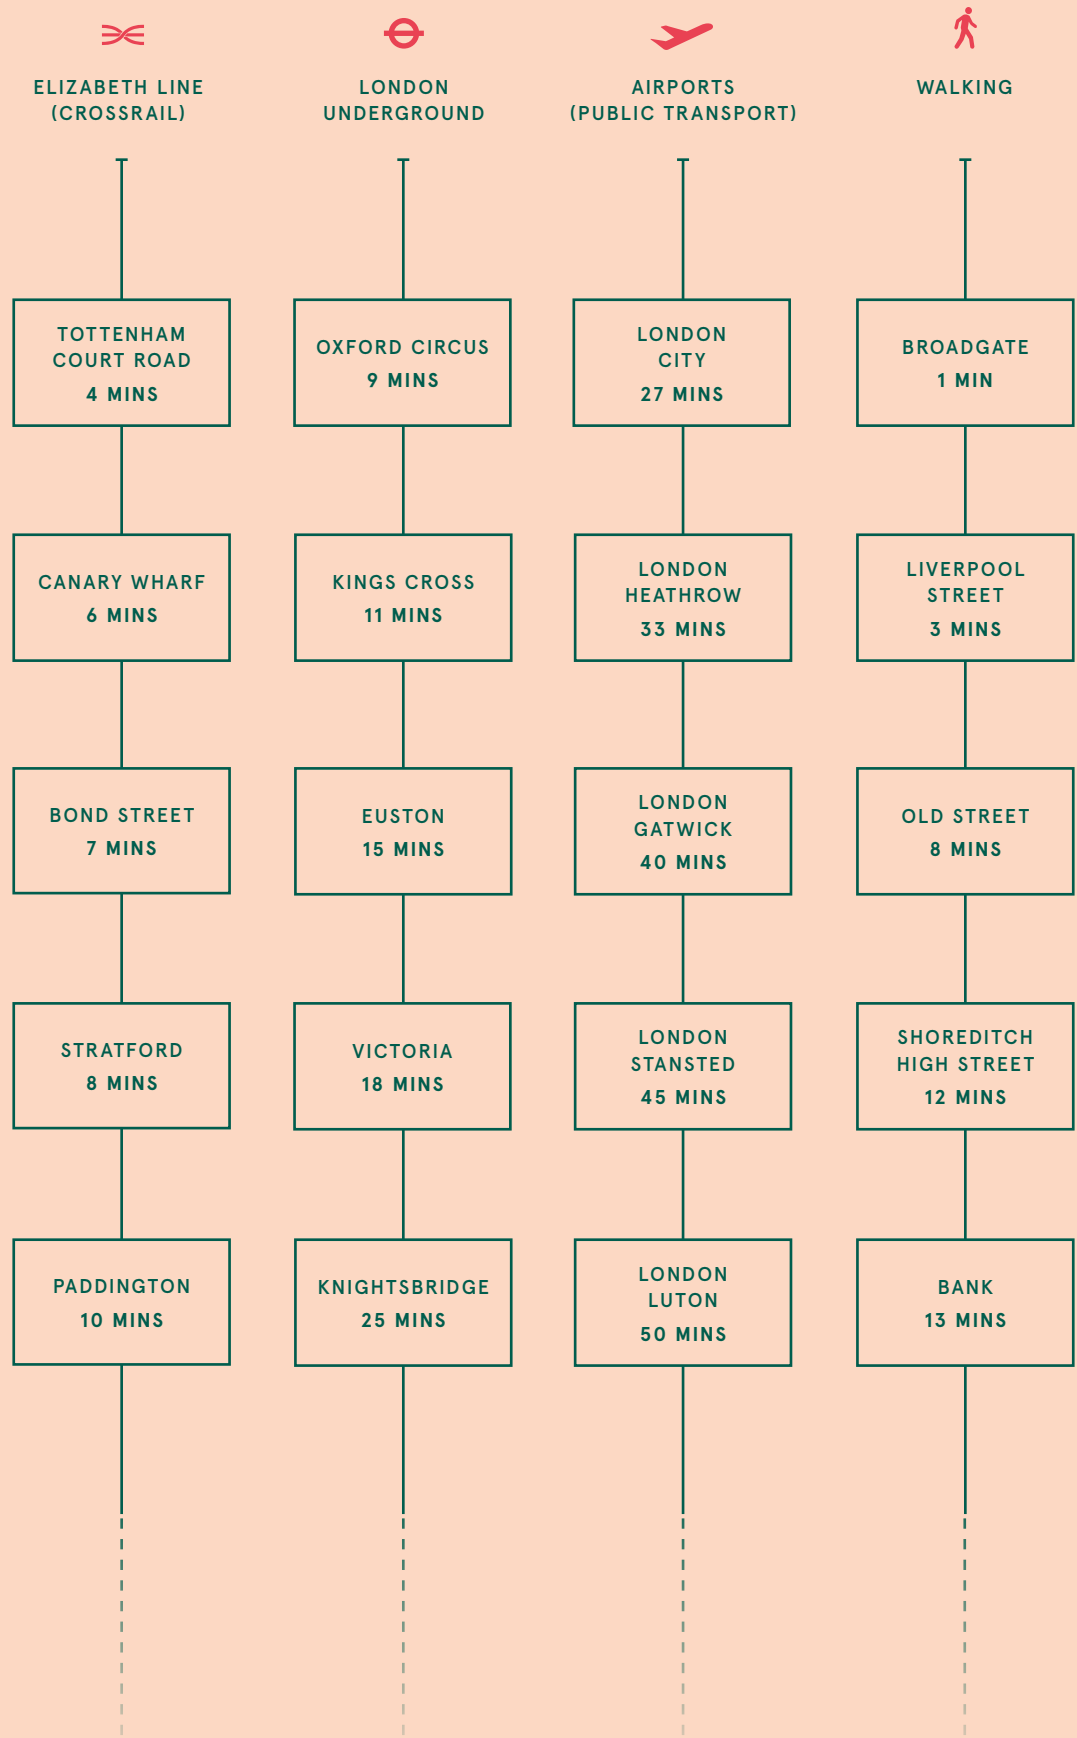 ELIZABETH LINE
(CROSSRAIL)
TOTTENHAM
COURT ROAD
4 MINS
CANARY WHARF
6 MINS
BOND STREET
7 MINS
STRATFORD
8 MINS
PADDINGTON
10 MINS
LONDON
UNDERGROUND
OXFORD CIRCUS
9 MINS
KINGS CROSS
11 MINS
EUSTON
15 MINS
VICTORIA
18 MINS
KNIGHTSBRIDGE
25 MINS
AIRPORTS
(PUBLIC TRANSPORT)
LONDON
CITY
27 MINS
LONDON
HEATHROW
33 MINS
LONDON
GATWICK
40 MINS
LONDON
STANSTED
45 MINS
LONDON
LUTON
50 MINS
WALKING
BROADGATE
1 MIN
LIVERPOOL
STREET
3 MINS
OLD STREET
8 MINS
SHOREDITCH
HIGH STREET
12 MINS
BANK
13 MINS